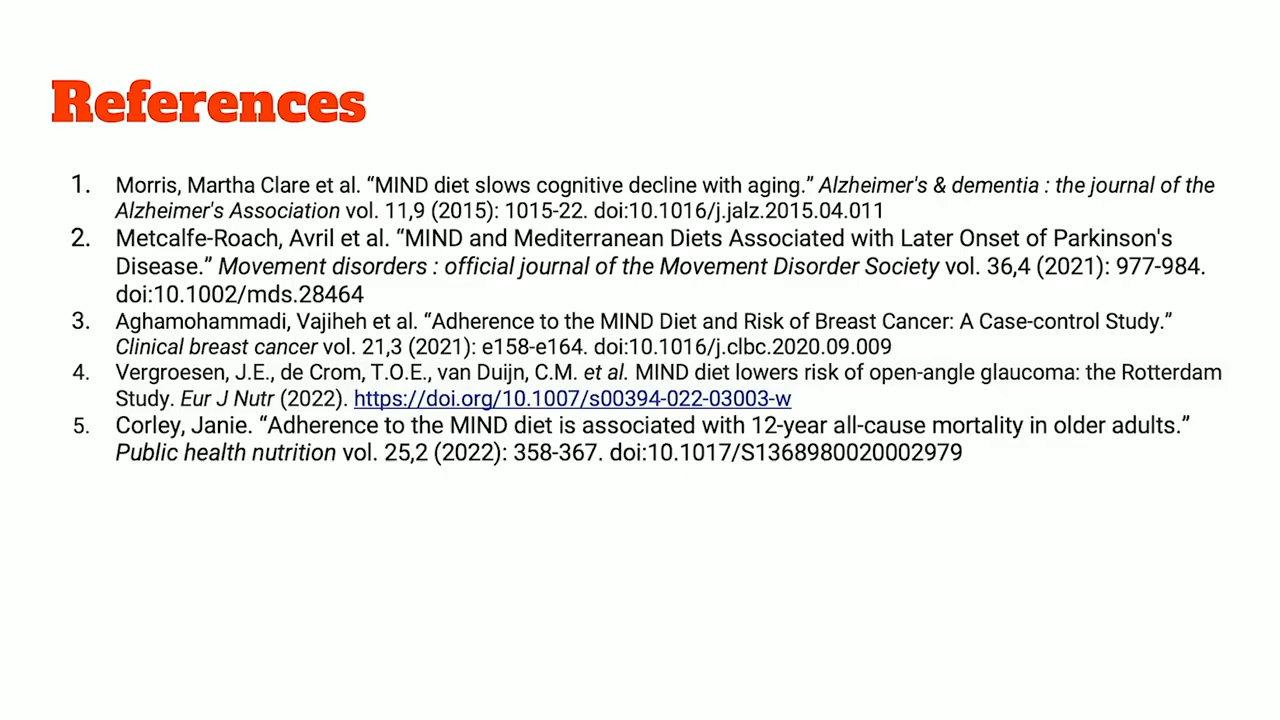 References
1. Morris, Martha Clare et al. “MIND diet slows cognitive decline with aging.” Alzheimer's & dementia : the journal of the
Alzheimer's Association vol. 11,9 (2015): 1015-22. doi:10.1016/j.jalz.2015.04.011
2. Metcalfe-Roach, Avril et al. “MIND and Mediterranean Diets Associated with Later Onset of Parkinson's
Disease.” Movement disorders : official journal of the Movement Disorder Society vol. 36,4 (2021): 977-984.
doi:10.1002/mds.28464
3. Aghamohammadi, Vajiheh et al. “Adherence to the MIND Diet and Risk of Breast Cancer: A Case-control Study.”
Clinical breast cancer vol. 21,3 (2021): e158-e164. doi:10.1016/j.clbc.2020.09.009
4. Vergroesen, J.E., de Crom, T.O.E., van Duijn, C.M. et al. MIND diet lowers risk of open-angle glaucoma: the Rotterdam
Study. Eur J Nutr (2022). https://doi.org/10.1007/s00394-022-03003-w
5. Corley, Janie. “Adherence to the MIND diet is associated with 12-year all-cause mortality in older adults.”
Public health nutrition vol. 25,2 (2022): 358-367. doi:10.1017/S1368980020002979